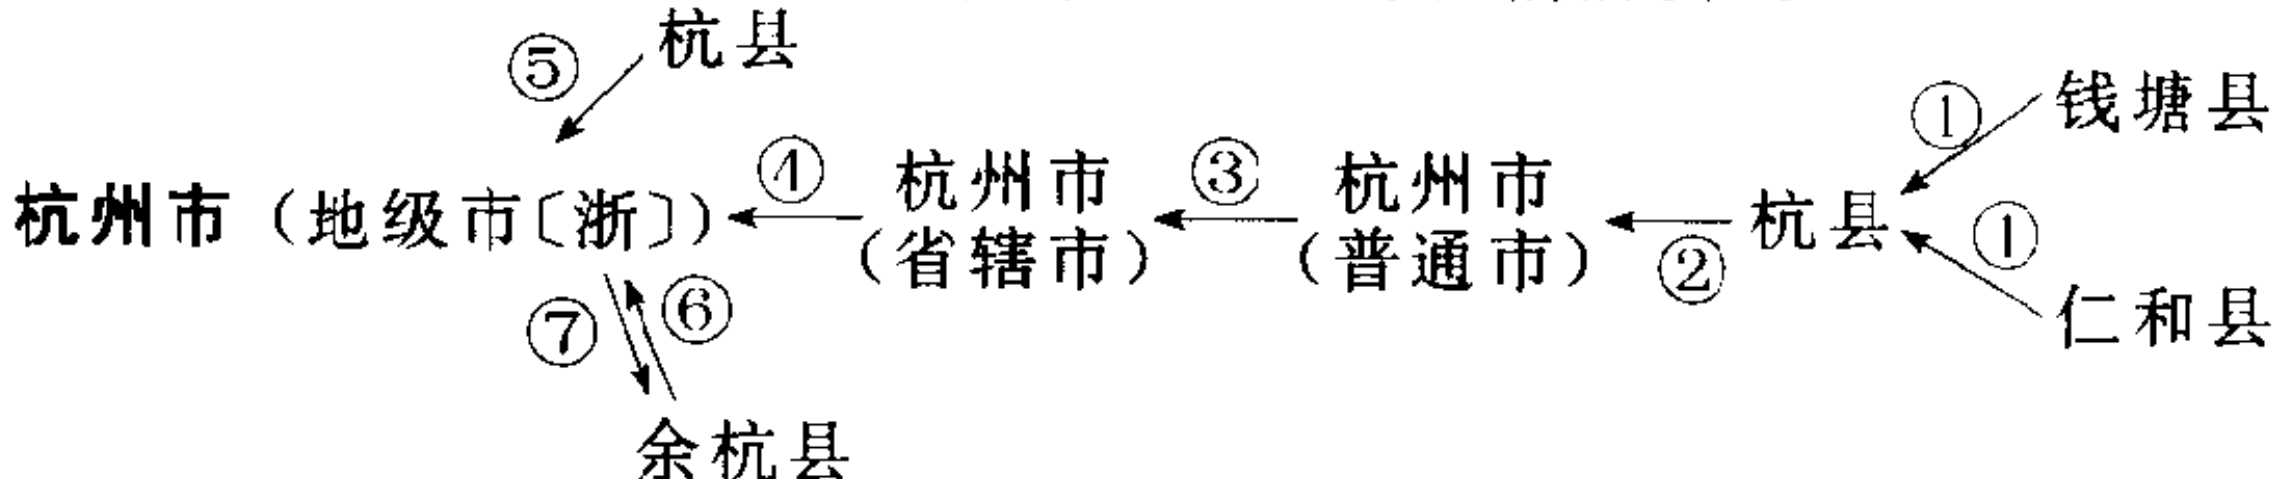 ⑤ 杭县
① 钱塘县
杭州市（地级市〔浙〕） ④ 杭州市（省辖市） ③ 杭州市（普通市） ② 杭县
① 仁和县
⑦ ⑥
余杭县